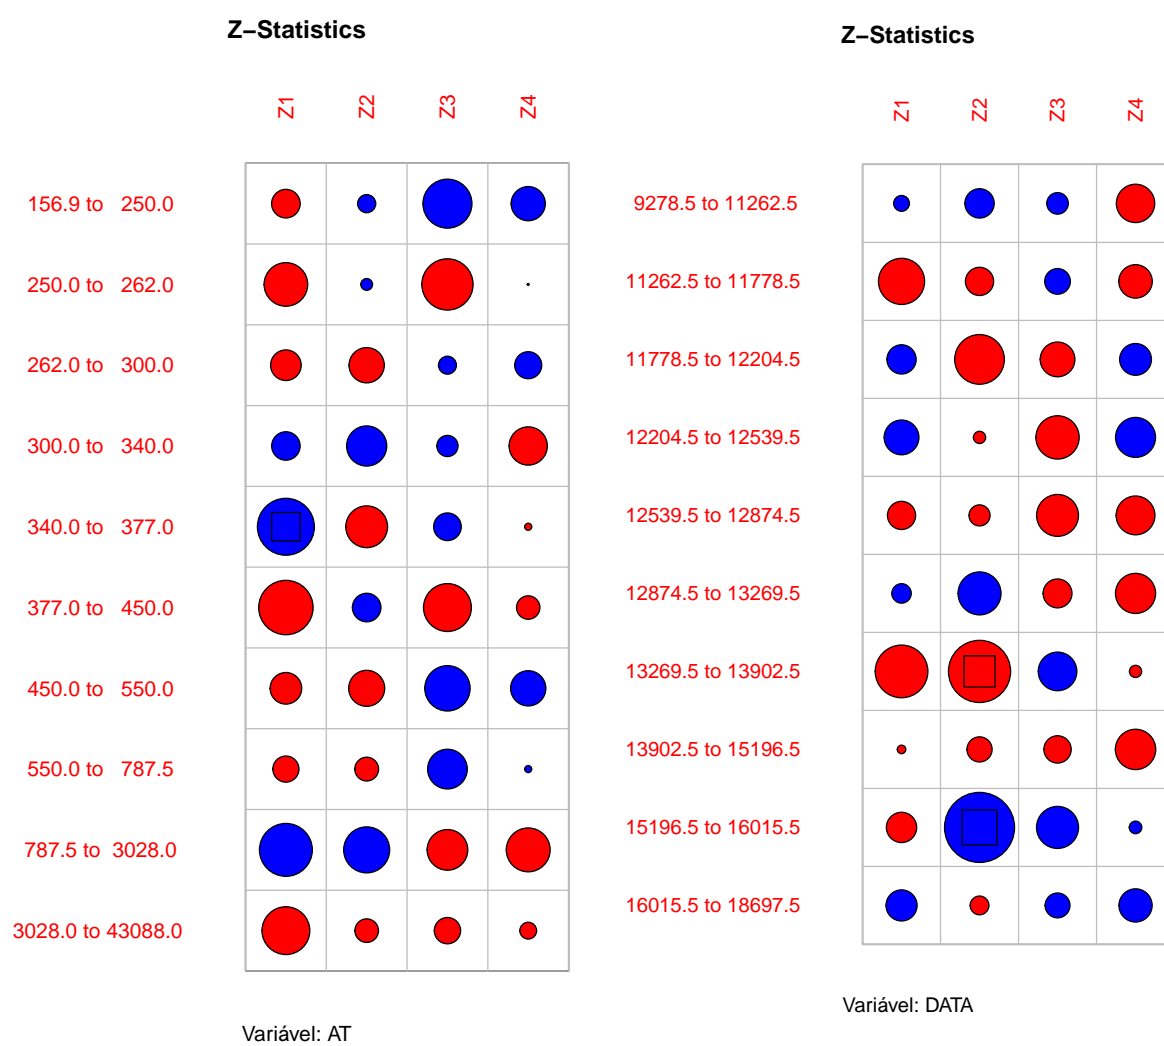 Z−Statistics
Z1 Z2 Z3 Z4
156.9 to 250.0
250.0 to 262.0
262.0 to 300.0
300.0 to 340.0
340.0 to 377.0
377.0 to 450.0
450.0 to 550.0
550.0 to 787.5
787.5 to 3028.0
3028.0 to 43088.0
Variável: AT
Z−Statistics
Z1 Z2 Z3 Z4
9278.5 to 11262.5
11262.5 to 11778.5
11778.5 to 12204.5
12204.5 to 12539.5
12539.5 to 12874.5
12874.5 to 13269.5
13269.5 to 13902.5
13902.5 to 15196.5
15196.5 to 16015.5
16015.5 to 18697.5
Variável: DATA